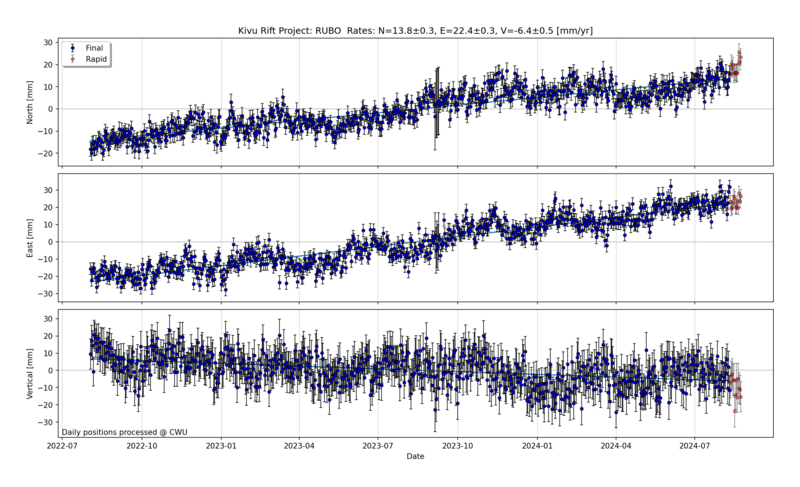 Kivu Rift Project: RUBO Rates: N=13.8±0.3, E=22.4±0.3, V=-6.4±0.5 [mm/yr]
Final
Rapid
North [mm]
30
20
10
0
−10
−20
East [mm]
30
20
10
0
−10
−20
−30
Vertical [mm]
30
20
10
0
−10
−20
−30
Daily positions processed @ CWU
2022-07 2022-10 2023-01 2023-04 2023-07 2023-10 2024-01 2024-04 2024-07
Date